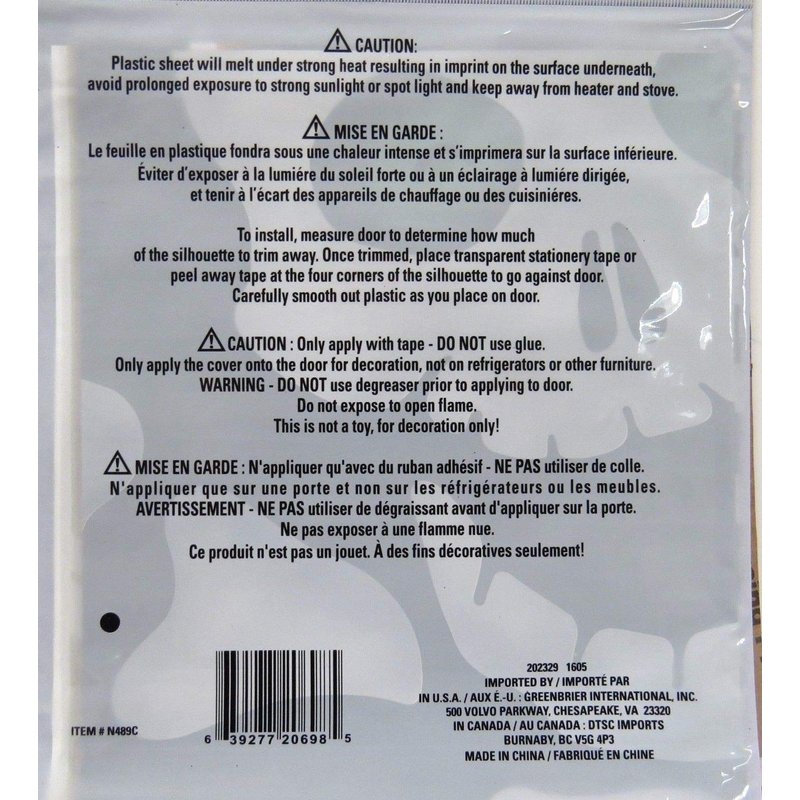 ⚠ CAUTION:
Plastic sheet will melt under strong heat resulting in imprint on the surface underneath,
avoid prolonged exposure to strong sunlight or spot light and keep away from heater and stove.
⚠ MISE EN GARDE :
Le feuille en plastique fondra sous une chaleur intense et s'imprimera sur la surface inférieure.
Éviter d'exposer à la lumiére du soleil forte ou à un éclairage à lumiére dirigée,
et tenir à l'écart des appareils de chauffage ou des cuisiniéres.
To install, measure door to determine how much
of the silhouette to trim away. Once trimmed, place transparent stationery tape or
peel away tape at the four corners of the silhouette to go against door.
Carefully smooth out plastic as you place on door.
⚠ CAUTION : Only apply with tape - DO NOT use glue.
Only apply the cover onto the door for decoration, not on refrigerators or other furniture.
WARNING - DO NOT use degreaser prior to applying to door.
Do not expose to open flame.
This is not a toy, for decoration only!
⚠ MISE EN GARDE : N'appliquer qu'avec du ruban adhésif - NE PAS utiliser de colle.
N'appliquer que sur une porte et non sur les réfrigérateurs ou les meubles.
AVERTISSEMENT - NE PAS utiliser de dégraissant avant d'appliquer sur la porte.
Ne pas exposer à une flamme nue.
Ce produit n'est pas un jouet. À des fins décoratives seulement!
ITEM # N489C
6 39277 20698 5
202329 1605
IMPORTED BY / IMPORTÉ PAR
IN U.S.A. / AUX É.-U. : GREENBRIER INTERNATIONAL, INC.
500 VOLVO PARKWAY, CHESAPEAKE, VA 23320
IN CANADA / AU CANADA : DTSC IMPORTS
BURNABY, BC V5G 4P3
MADE IN CHINA / FABRIQUÉ EN CHINE